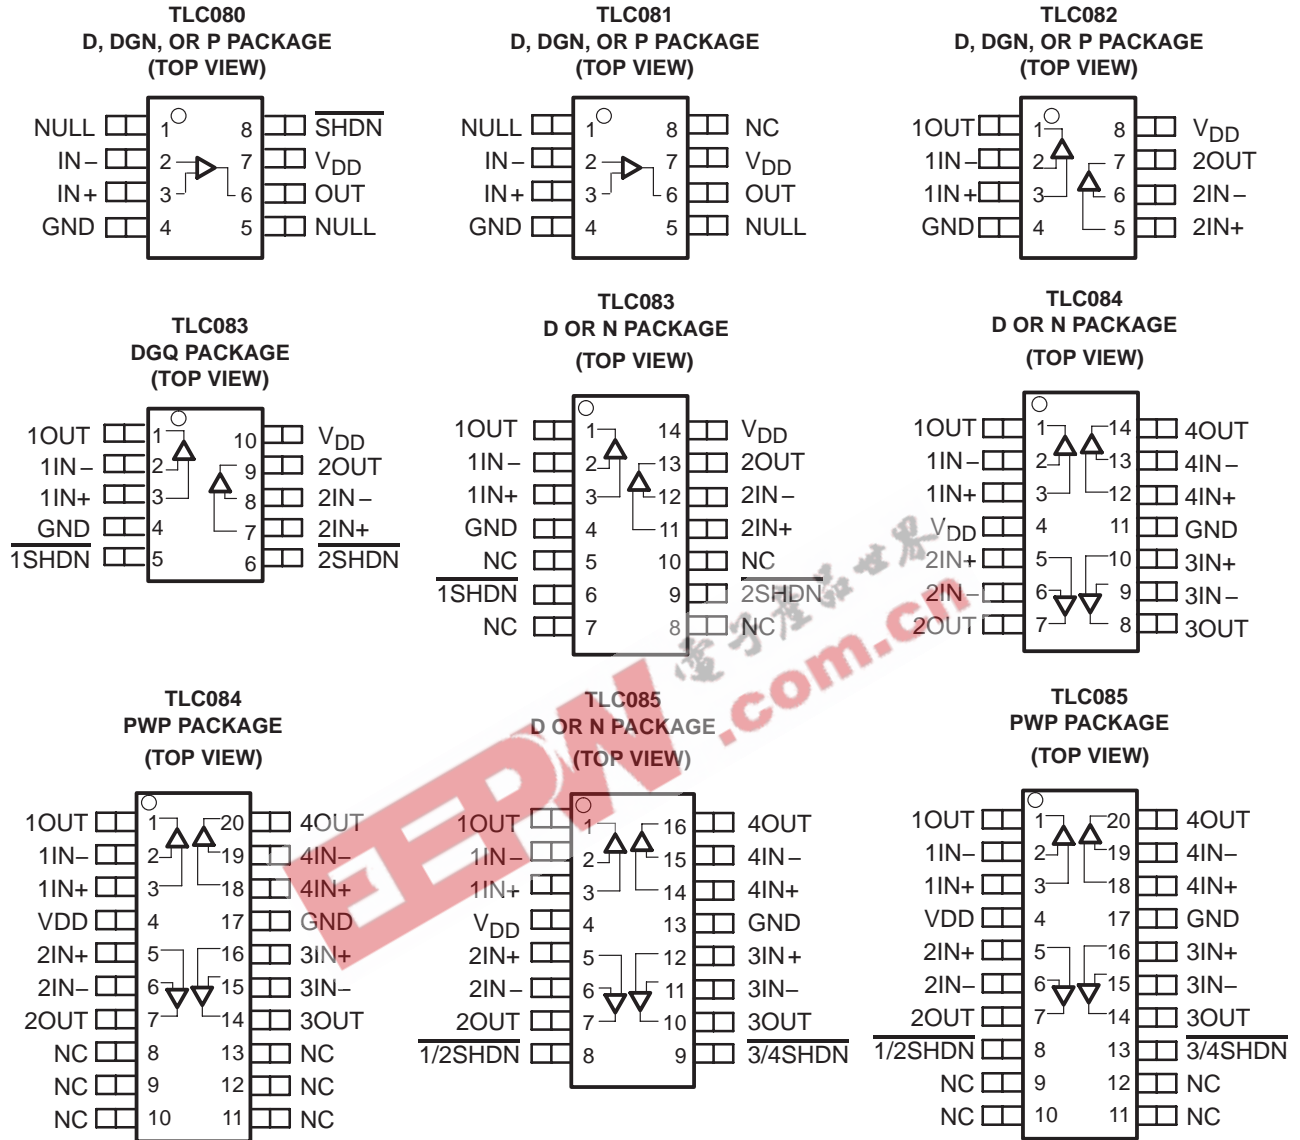 TLC080
D, DGN, OR P PACKAGE
(TOP VIEW)
NULL 1 8 SHDN
IN− 2 7 VDD
IN+ 3 6 OUT
GND 4 5 NULL
TLC081
D, DGN, OR P PACKAGE
(TOP VIEW)
NULL 1 8 NC
IN− 2 7 VDD
IN+ 3 6 OUT
GND 4 5 NULL
TLC082
D, DGN, OR P PACKAGE
(TOP VIEW)
1OUT 1 8 VDD
1IN− 2 7 2OUT
1IN+ 3 6 2IN−
GND 4 5 2IN+
TLC083
DGQ PACKAGE
(TOP VIEW)
1OUT 1 10 VDD
1IN− 2 9 2OUT
1IN+ 3 8 2IN−
GND 4 7 2IN+
1SHDN 5 6 2SHDN
TLC083
D OR N PACKAGE
(TOP VIEW)
1OUT 1 14 VDD
1IN− 2 13 2OUT
1IN+ 3 12 2IN−
GND 4 11 2IN+
NC 5 10 NC
1SHDN 6 9 2SHDN
NC 7 8 NC
TLC084
D OR N PACKAGE
(TOP VIEW)
1OUT 1 14 4OUT
1IN− 2 13 4IN−
1IN+ 3 12 4IN+
VDD 4 11 GND
2IN+ 5 10 3IN+
2IN− 6 9 3IN−
2OUT 7 8 3OUT
TLC084
PWP PACKAGE
(TOP VIEW)
1OUT 1 20 4OUT
1IN− 2 19 4IN−
1IN+ 3 18 4IN+
VDD 4 17 GND
2IN+ 5 16 3IN+
2IN− 6 15 3IN−
2OUT 7 14 3OUT
NC 8 13 NC
NC 9 12 NC
NC 10 11 NC
TLC085
D OR N PACKAGE
(TOP VIEW)
1OUT 1 16 4OUT
1IN− 2 15 4IN−
1IN+ 3 14 4IN+
VDD 4 13 GND
2IN+ 5 12 3IN+
2IN− 6 11 3IN−
2OUT 7 10 3OUT
1/2SHDN 8 9 3/4SHDN
TLC085
PWP PACKAGE
(TOP VIEW)
1OUT 1 20 4OUT
1IN− 2 19 4IN−
1IN+ 3 18 4IN+
VDD 4 17 GND
2IN+ 5 16 3IN+
2IN− 6 15 3IN−
2OUT 7 14 3OUT
1/2SHDN 8 13 3/4SHDN
NC 9 12 NC
NC 10 11 NC
EEPW
電子產品世界
.com.cn